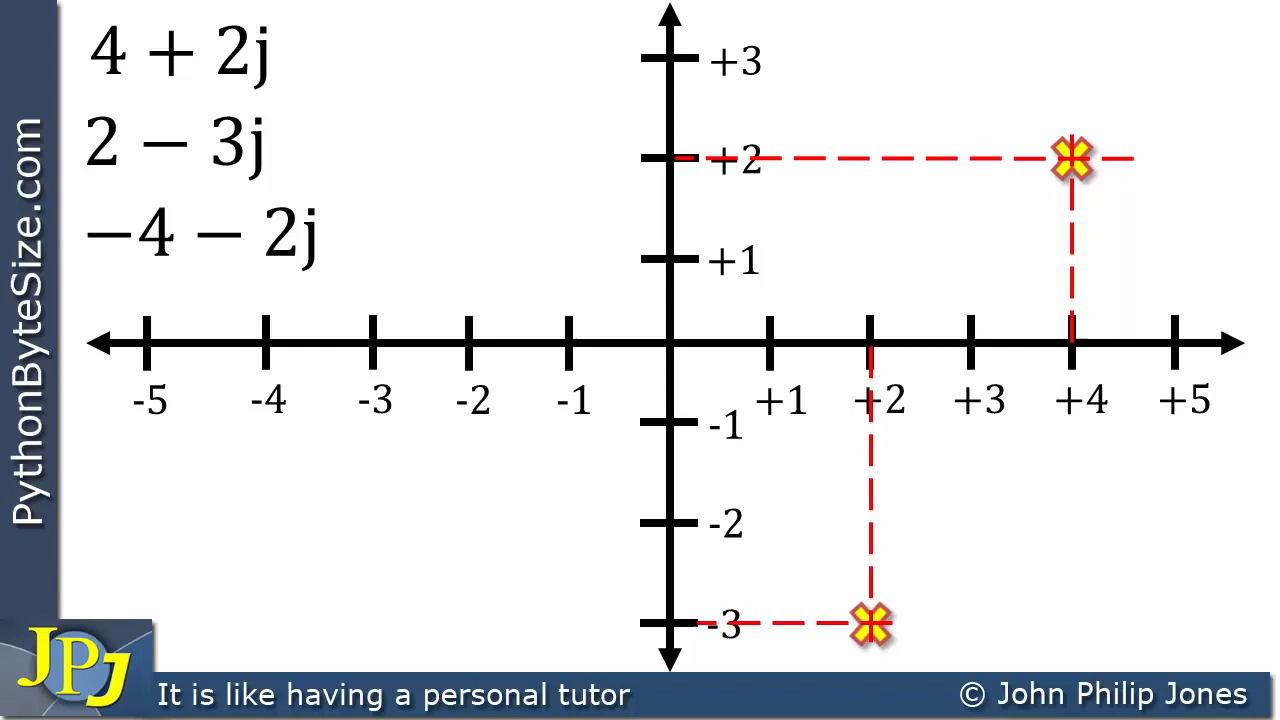 4 + 2j
2 − 3j
−4 − 2j
+3
+2
+1
-5 -4 -3 -2 -1 +1 +2 +3 +4 +5
-1
-2
-3
PythonByteSize.com
JPJ
It is like having a personal tutor
© John Philip Jones